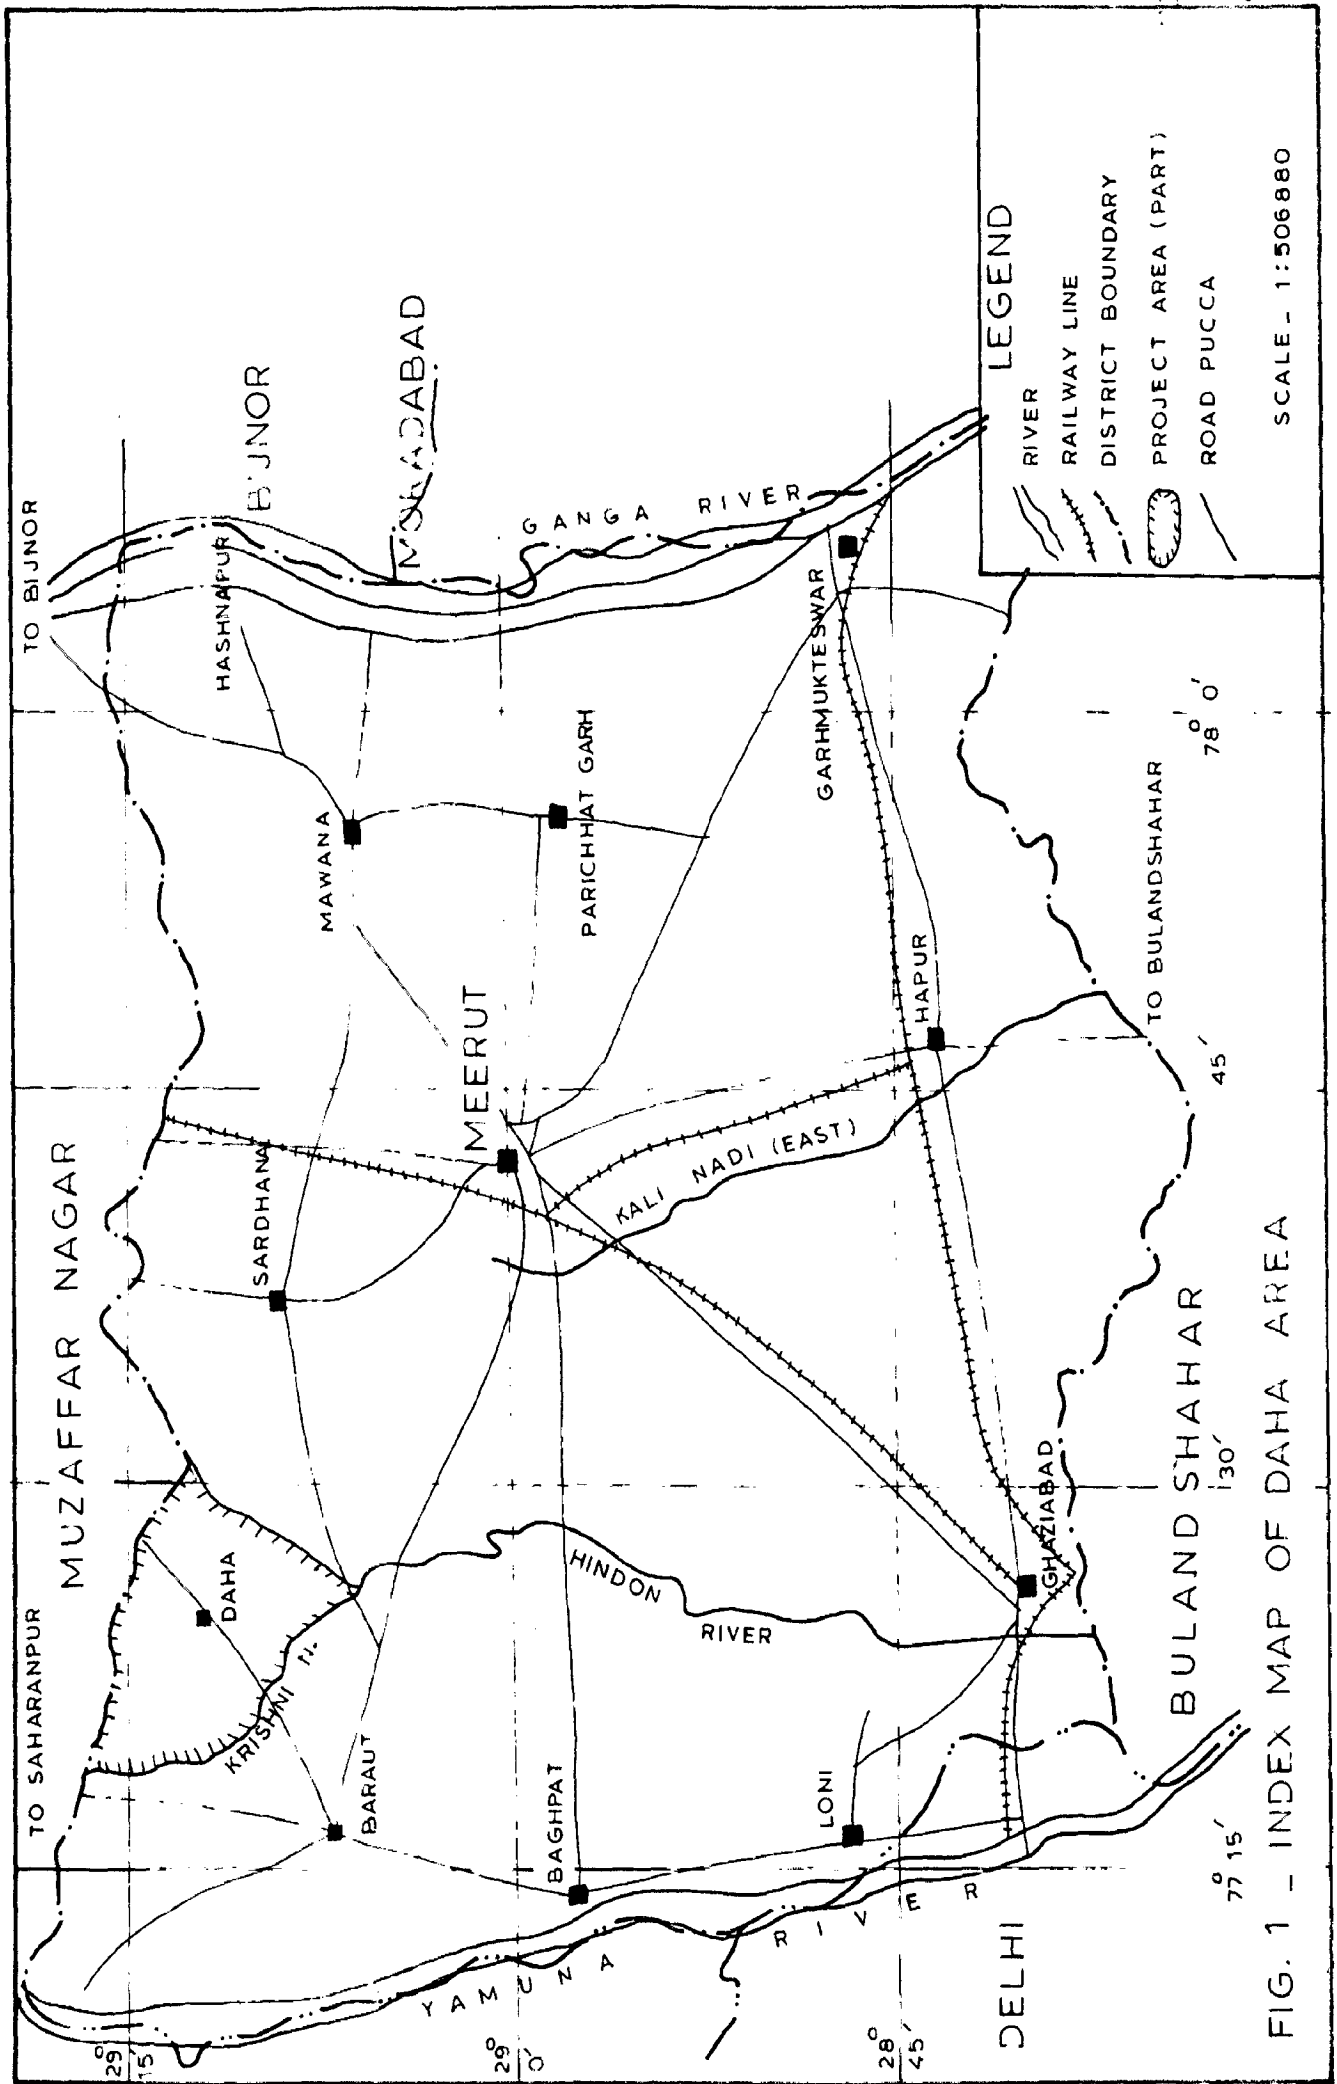 TO SAHARANPUR
MUZAFFAR NAGAR
TO BIJNOR
29° 15'
DAHA
KRISHNI N.
BARAUT
SARDHANA
MAWANA
HASHNAPUR
BIJNOR
MORADABAD
29° 0'
YAMUNA RIVER
BAGHPAT
HINDON RIVER
MEERUT
KALI NADI (EAST)
PARICHHAT GARH
GANGA RIVER
28° 45'
LONI
GHAZIABAD
HAPUR
GARHMUKTESWAR
DELHI
BULANDSHAHAR
TO BULANDSHAHAR
77° 15'
30'
45'
78° 0'
LEGEND
RIVER
RAILWAY LINE
DISTRICT BOUNDARY
PROJECT AREA (PART)
ROAD PUCCA
SCALE - 1:506880
FIG. 1 - INDEX MAP OF DAHA AREA